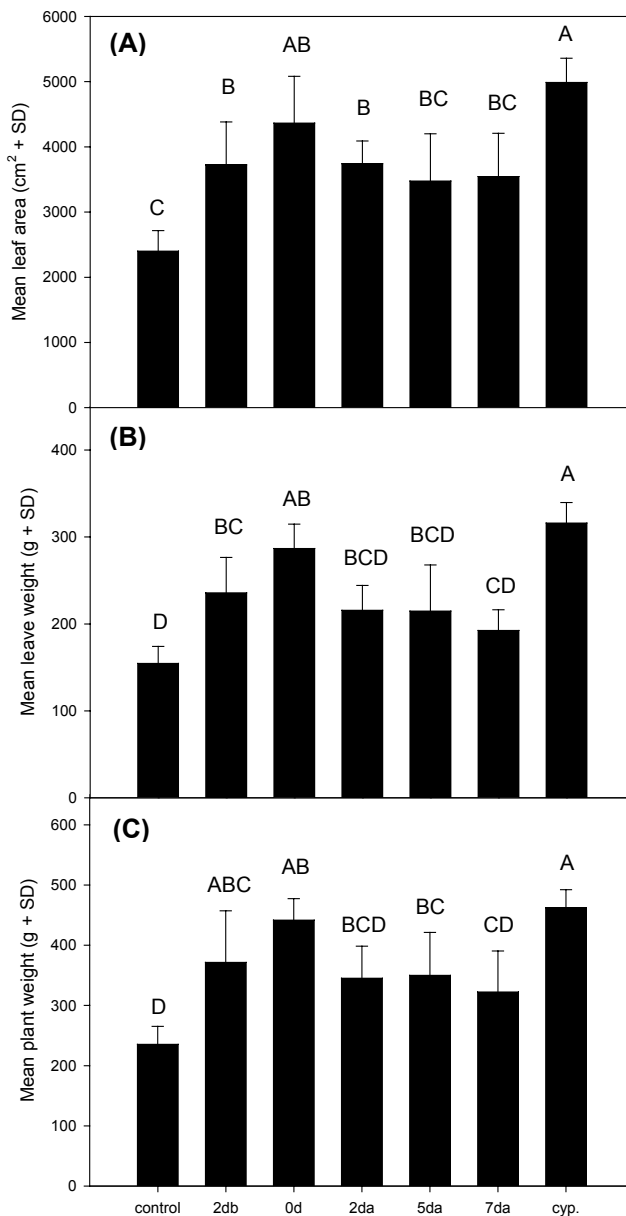 (A)
Mean leaf area (cm² + SD)
6000
5000
4000
3000
2000
1000
0
C
B
AB
B
BC
BC
A
(B)
Mean leave weight (g + SD)
400
300
200
100
0
D
BC
AB
BCD
BCD
CD
A
(C)
Mean plant weight (g + SD)
600
500
400
300
200
100
0
D
ABC
AB
BCD
BC
CD
A
control 2db 0d 2da 5da 7da cyp.